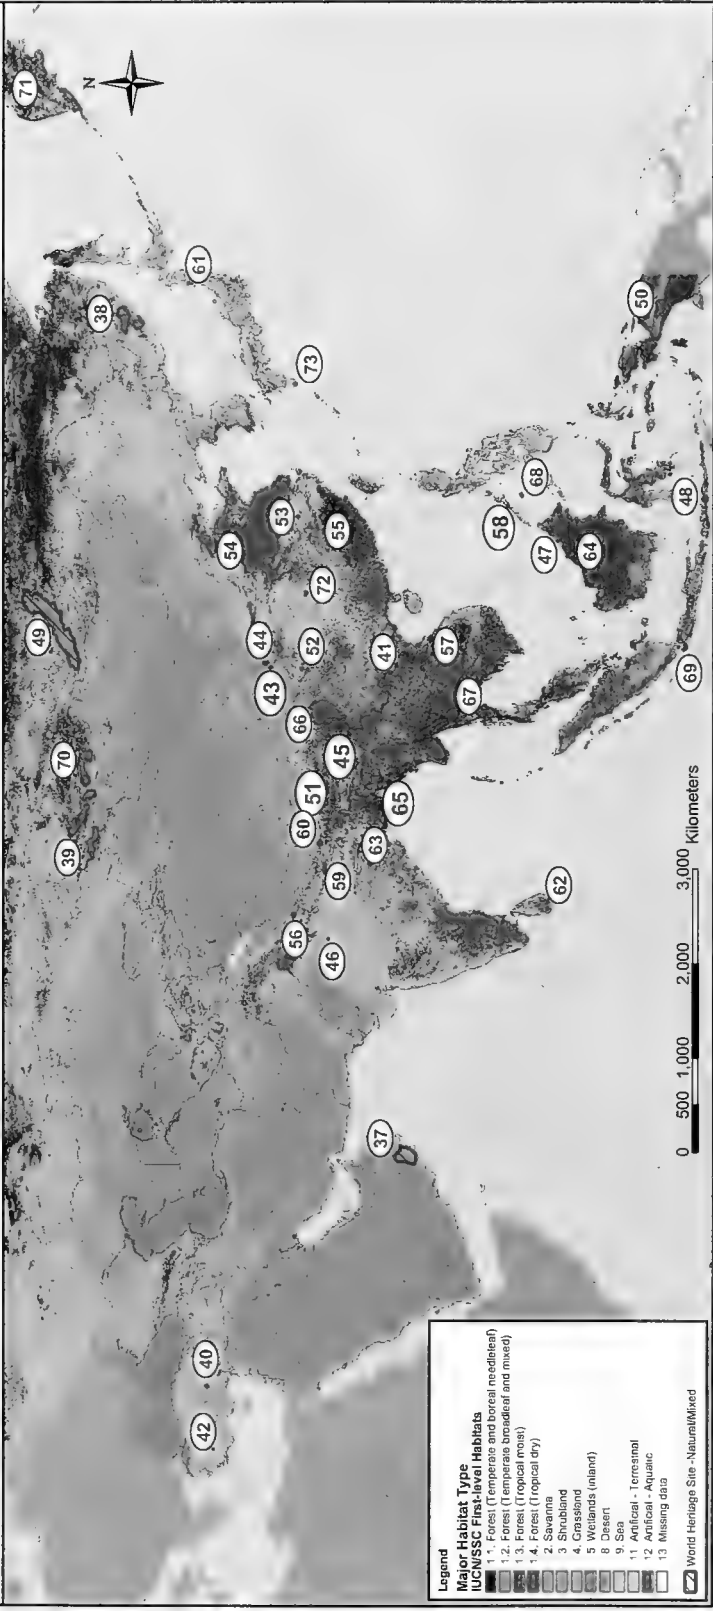 71
N
61
38
73
50
49
54
53
55
58
68
48
47
64
44
52
72
41
57
43
66
67
69
70
39
45
51
60
65
63
59
62
56
46
37
40
42
0 500 1,000 2,000 3,000
Kilometers
Legend
Major Habitat Type
IUCN/SSC First-level Habitats
1 1. Forest (Temperate and boreal needleleaf)
1.2. Forest (Temperate broadleaf and mixed)
1 3. Forest (Tropical moist)
1 4. Forest (Tropical dry)
2. Savanna
3 Shrubland
4. Grassland
5 Wetlands (inland)
8 Desert
9. Sea
11 Artificial - Terrestrial
12 Artificial - Aquatic
13 Missing data
World Heritage Site - Natural/Mixed